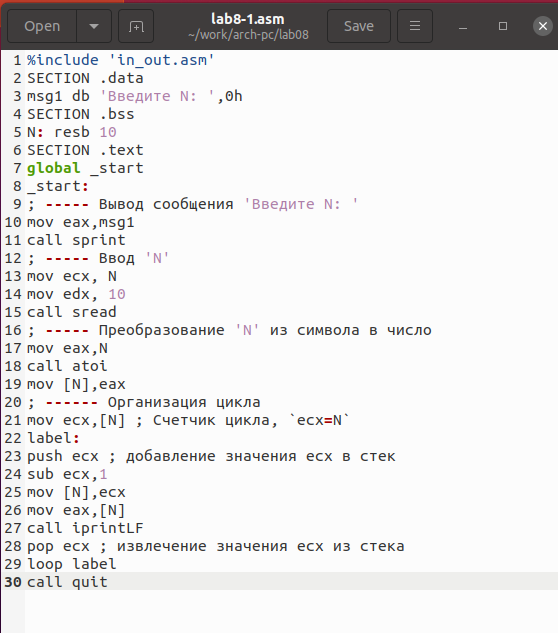 Open
lab8-1.asm
~/work/arch-pc/lab08
Save
1 %include 'in_out.asm'
2 SECTION .data
3 msg1 db 'Введите N: ',0h
4 SECTION .bss
5 N: resb 10
6 SECTION .text
7 global _start
8 _start:
9 ; ----- Вывод сообщения 'Введите N: '
10 mov eax,msg1
11 call sprint
12 ; ----- Ввод 'N'
13 mov ecx, N
14 mov edx, 10
15 call sread
16 ; ----- Преобразование 'N' из символа в число
17 mov eax,N
18 call atoi
19 mov [N],eax
20 ; ------ Организация цикла
21 mov ecx,[N] ; Счетчик цикла, `ecx=N`
22 label:
23 push ecx ; добавление значения ecx в стек
24 sub ecx,1
25 mov [N],ecx
26 mov eax,[N]
27 call iprintLF
28 pop ecx ; извлечение значения ecx из стека
29 loop label
30 call quit